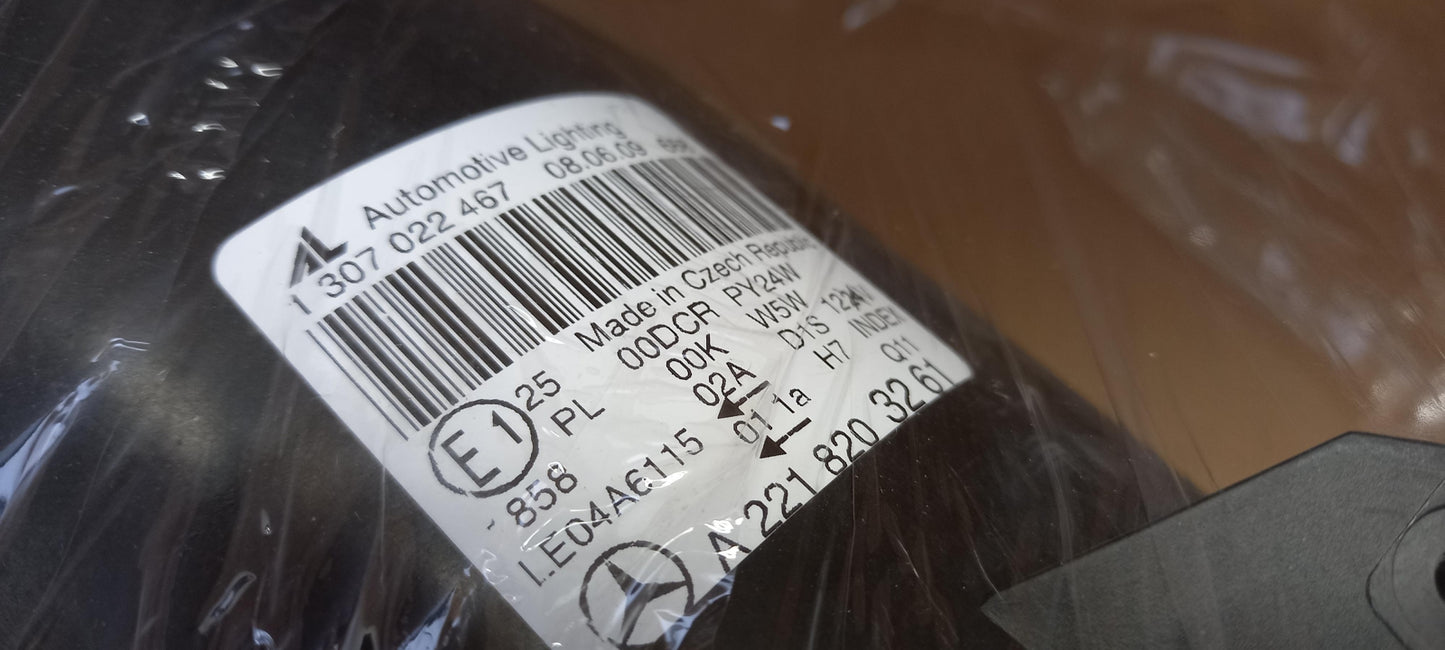 AL Automotive Lighting
1 307 022 467 08.06.09
Made in Czech Republic
E1 25 00DCR PY24W
PL 00K W5W
02A D1S
- 858 01 1a H7 INDEX
LE04A6115 Q11
A 221 820 32 61